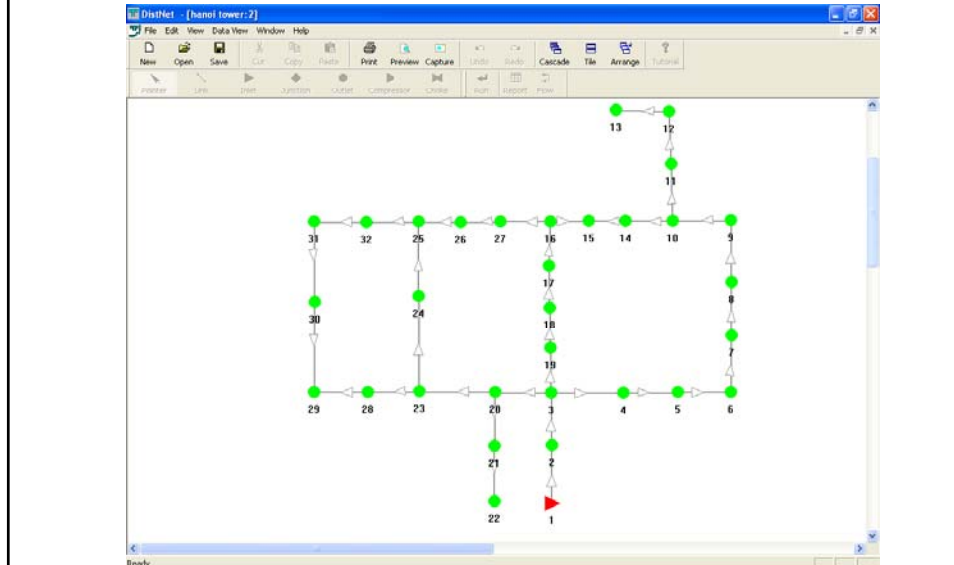 DistNet - [hanoi tower:2]
File Edit View Data View Window Help
New Open Save Cut Copy Paste Print Preview Capture Undo Redo Cascade Tile Arrange Tutorial
Pointer Link Inlet Junction Outlet Compressor Choke Run Report Flow
13 12
11
31 32 25 26 27 16 15 14 10 9
17
8
30 24
18
7
19
29 28 23 20 3 4 5 6
21 2
22 1
Ready